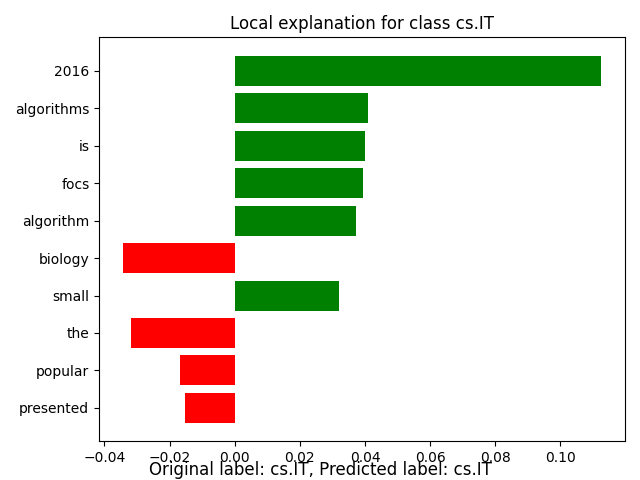 Local explanation for class cs.IT
2016
algorithms
is
focs
algorithm
biology
small
the
popular
presented
−0.04 −0.02 0.00 0.02 0.04 0.06 0.08 0.10
Original label: cs.IT, Predicted label: cs.IT